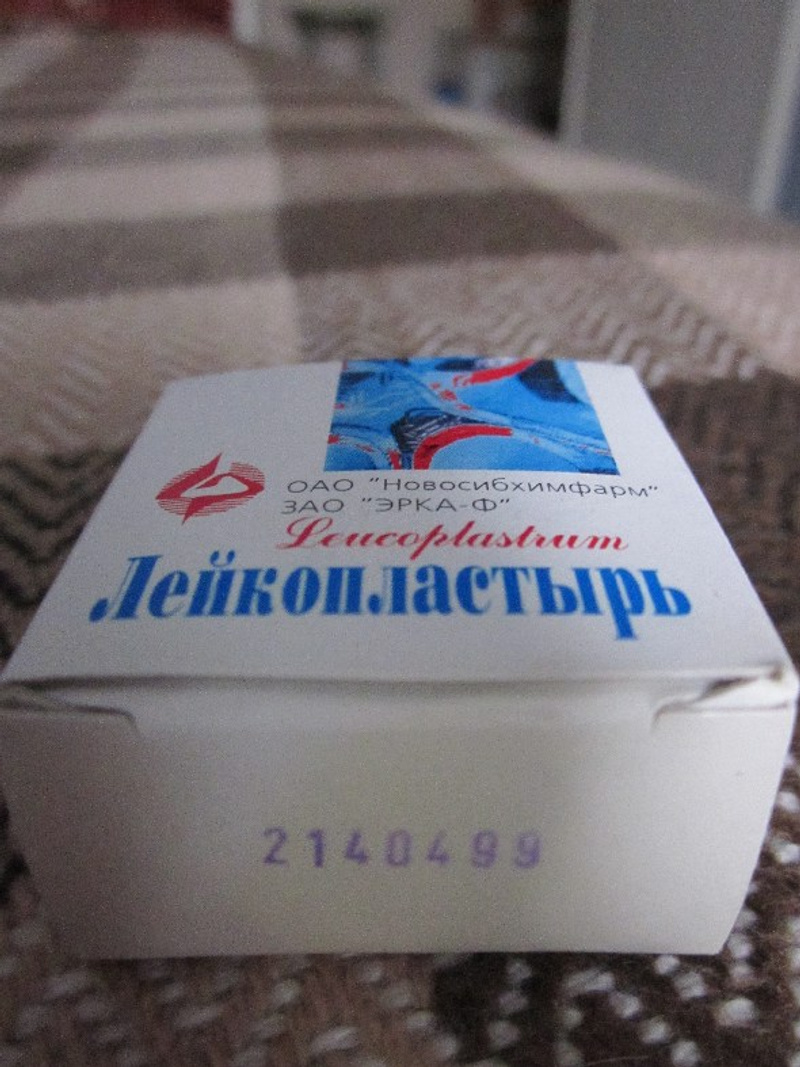 ОАО "Новосибхимфарм"
ЗАО "ЭРКА-Ф"
Leucoplastrum
Лейкопластырь
2140499